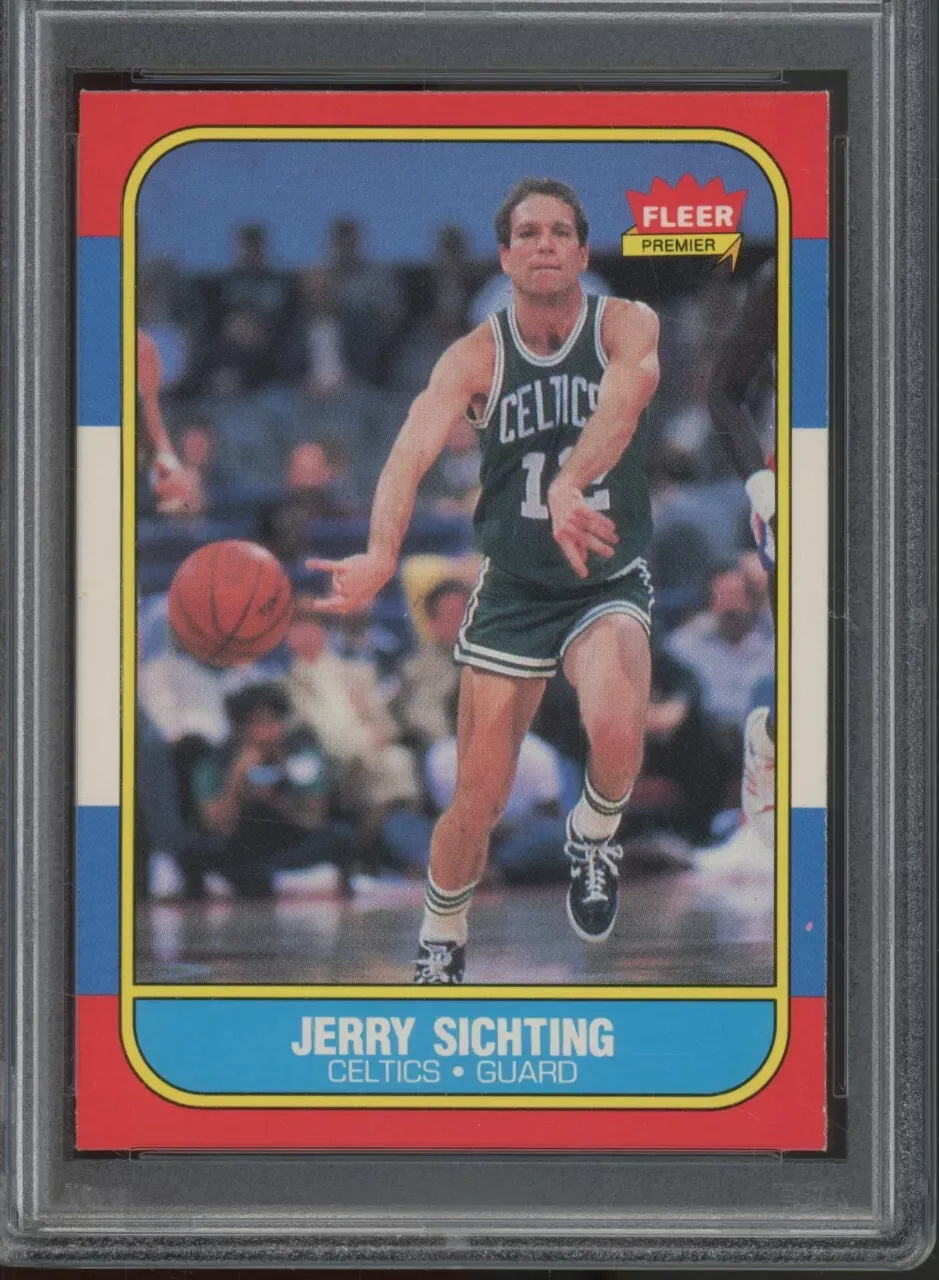 FLEER
PREMIER
CELTICS
12
JERRY SICHTING
CELTICS • GUARD